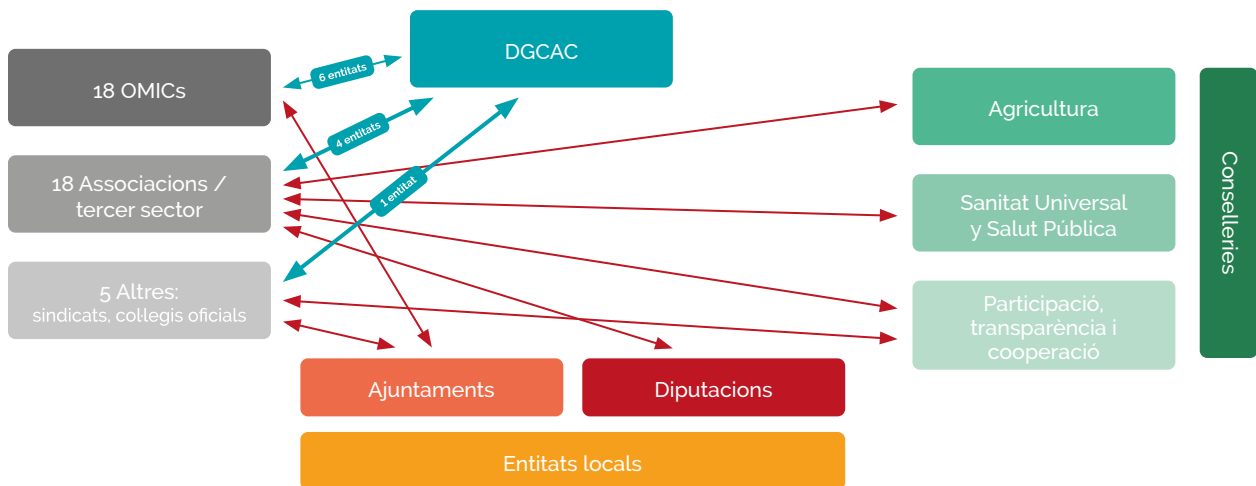 DGCAC
18 OMICs
6 entitats
4 entitats
1 entitat
18 Associacions /
tercer sector
5 Altres:
sindicats, col·legis oficials
Agricultura
Sanitat Universal
y Salut Pública
Participació,
transparència i
cooperació
Conselleries
Ajuntaments
Diputacions
Entitats locals